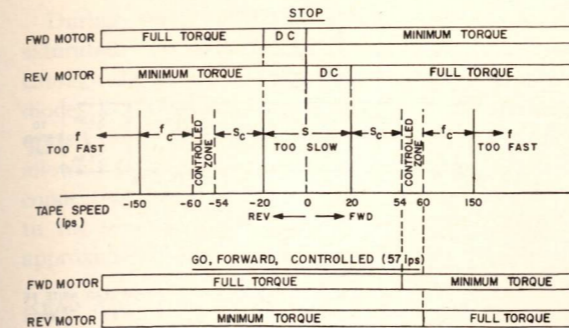 STOP
FWD MOTOR FULL TORQUE DC MINIMUM TORQUE
REV MOTOR MINIMUM TORQUE DC FULL TORQUE
f TOO FAST
fc
CONTROLLED ZONE
Sc
S TOO SLOW
Sc
CONTROLLED ZONE
fc
f TOO FAST
TAPE SPEED (Ips) -150 -60 -54 -20 0 20 54 60 150
REV FWD
GO, FORWARD, CONTROLLED (57 Ips)
FWD MOTOR FULL TORQUE MINIMUM TORQUE
REV MOTOR MINIMUM TORQUE FULL TORQUE